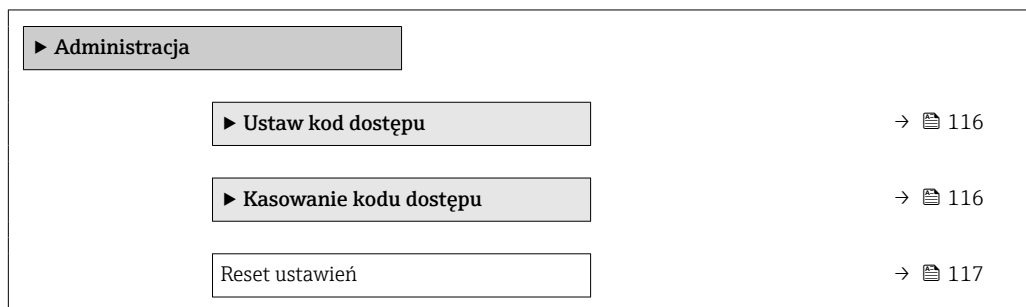 ▶ Administracja
▶ Ustaw kod dostępu → 116
▶ Kasowanie kodu dostępu → 116
Reset ustawień → 117